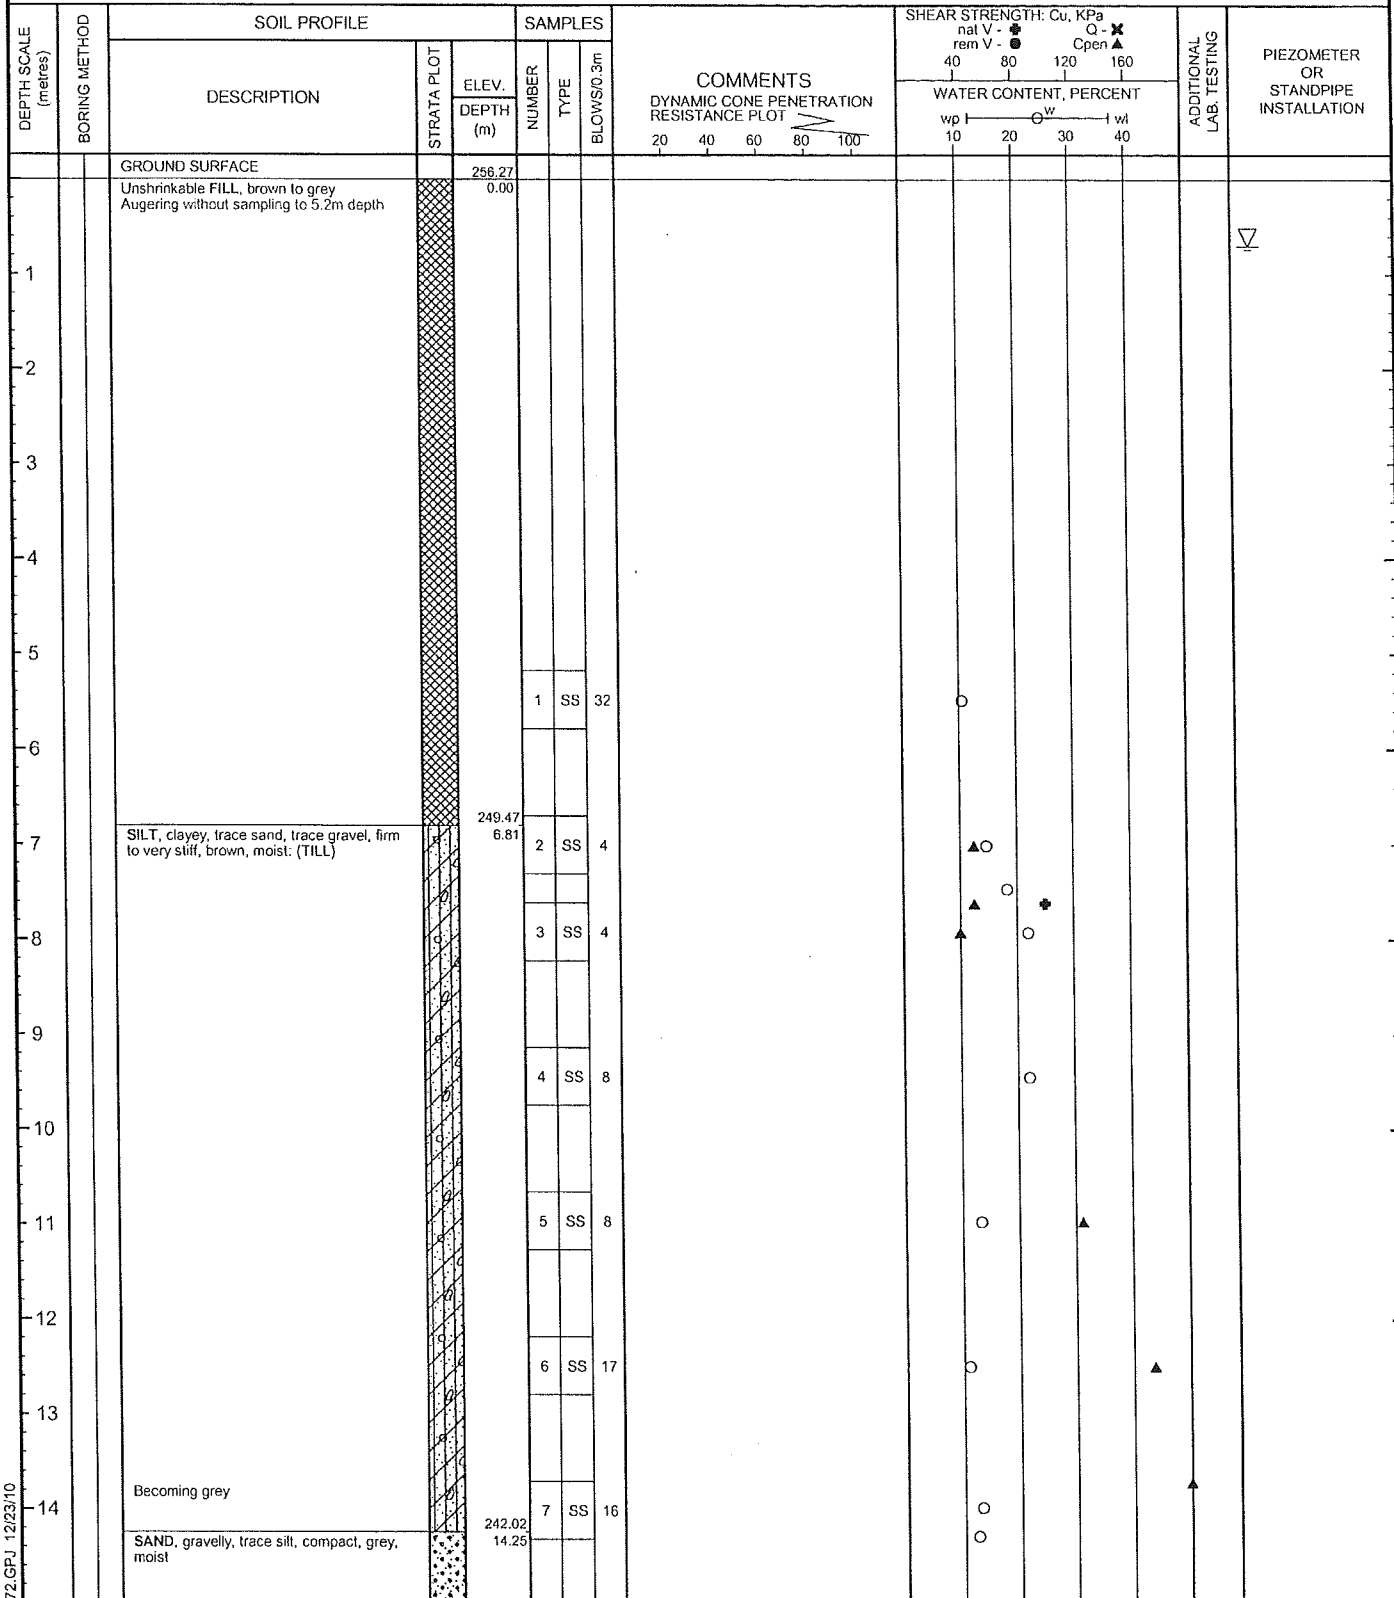 DEPTH SCALE
(metres)
BORING METHOD
SOIL PROFILE
DESCRIPTION
STRATA PLOT
ELEV.
DEPTH
(m)
SAMPLES
NUMBER
TYPE
BLOWS/0.3m
COMMENTS
DYNAMIC CONE PENETRATION
RESISTANCE PLOT
20 40 60 80 100
SHEAR STRENGTH: Cu, KPa
nat V - Q -
rem V - Cpen
40 80 120 160
WATER CONTENT, PERCENT
wp w wl
10 20 30 40
ADDITIONAL
LAB. TESTING
PIEZOMETER
OR
STANDPIPE
INSTALLATION
GROUND SURFACE
256.27
0.00
Unshrinkable FILL, brown to grey
Augering without sampling to 5.2m depth
1
2
3
4
5
1 SS 32
6
249.47
6.81
SILT, clayey, trace sand, trace gravel, firm
to very stiff, brown, moist: (TILL)
7
2 SS 4
8
3 SS 4
9
4 SS 8
10
11
5 SS 8
12
6 SS 17
13
Becoming grey
14
7 SS 16
242.02
14.25
SAND, gravelly, trace silt, compact, grey,
moist
72.GPJ 12/23/10